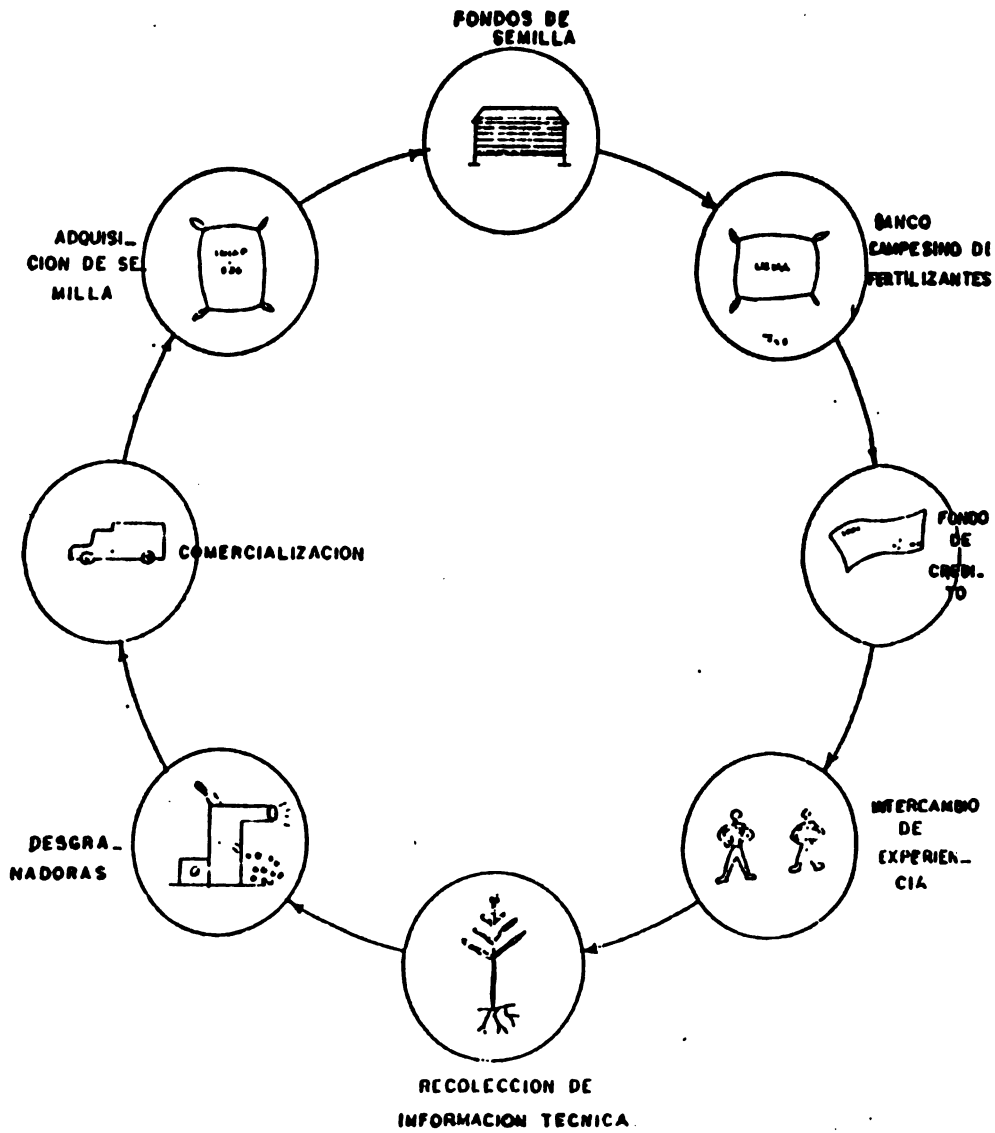 FONDOS DE
SEMILLA
BANCO
CAMPESINO DE
FERTILIZANTES
FONDO
DE
CREDI_
TO
INTERCAMBIO
DE
EXPERIEN_
CIA
RECOLECCION DE
INFORMACION TECNICA
DESGRA_
NADORAS
COMERCIALIZACION
ADQUISI_
CION DE SE_
MILLA